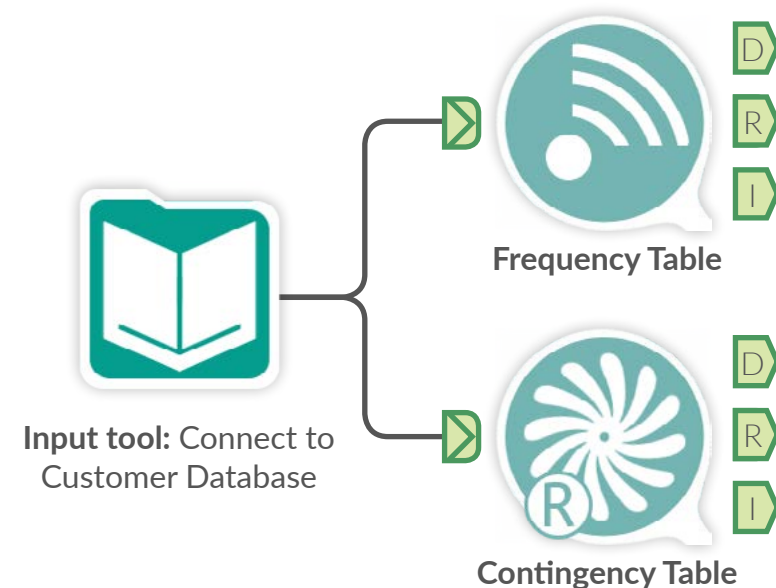 D
R
I
Frequency Table
Input tool: Connect to
Customer Database
D
R
I
R
Contingency Table